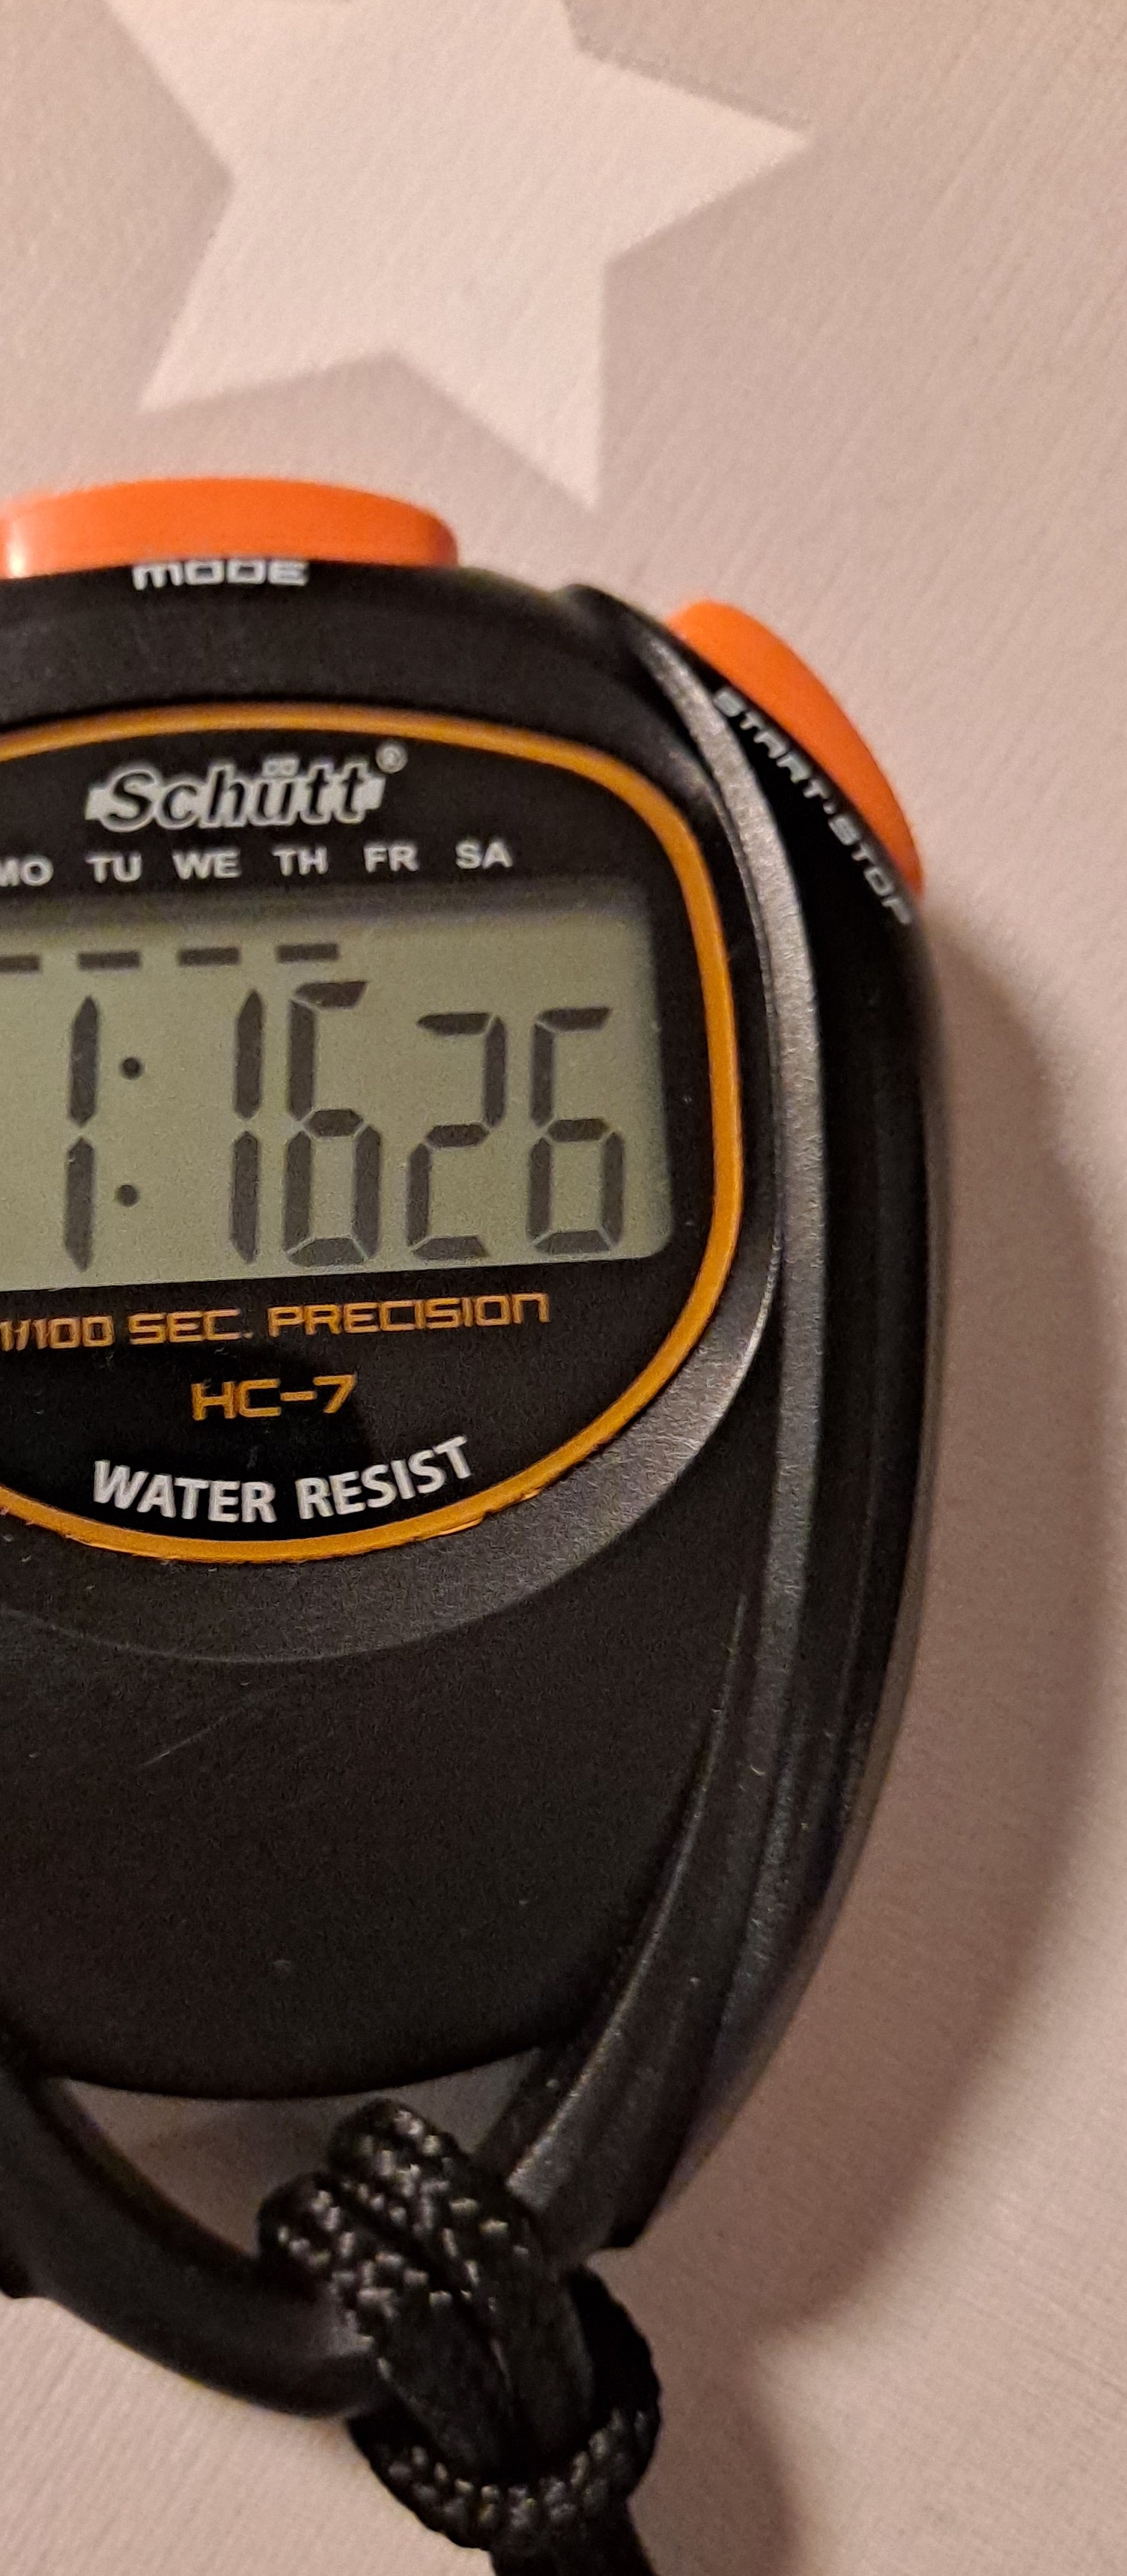 MODE
START·STOP
Schütt®
MO TU WE TH FR SA
1:1626
1/100 SEC. PRECISION
HC-7
WATER RESIST